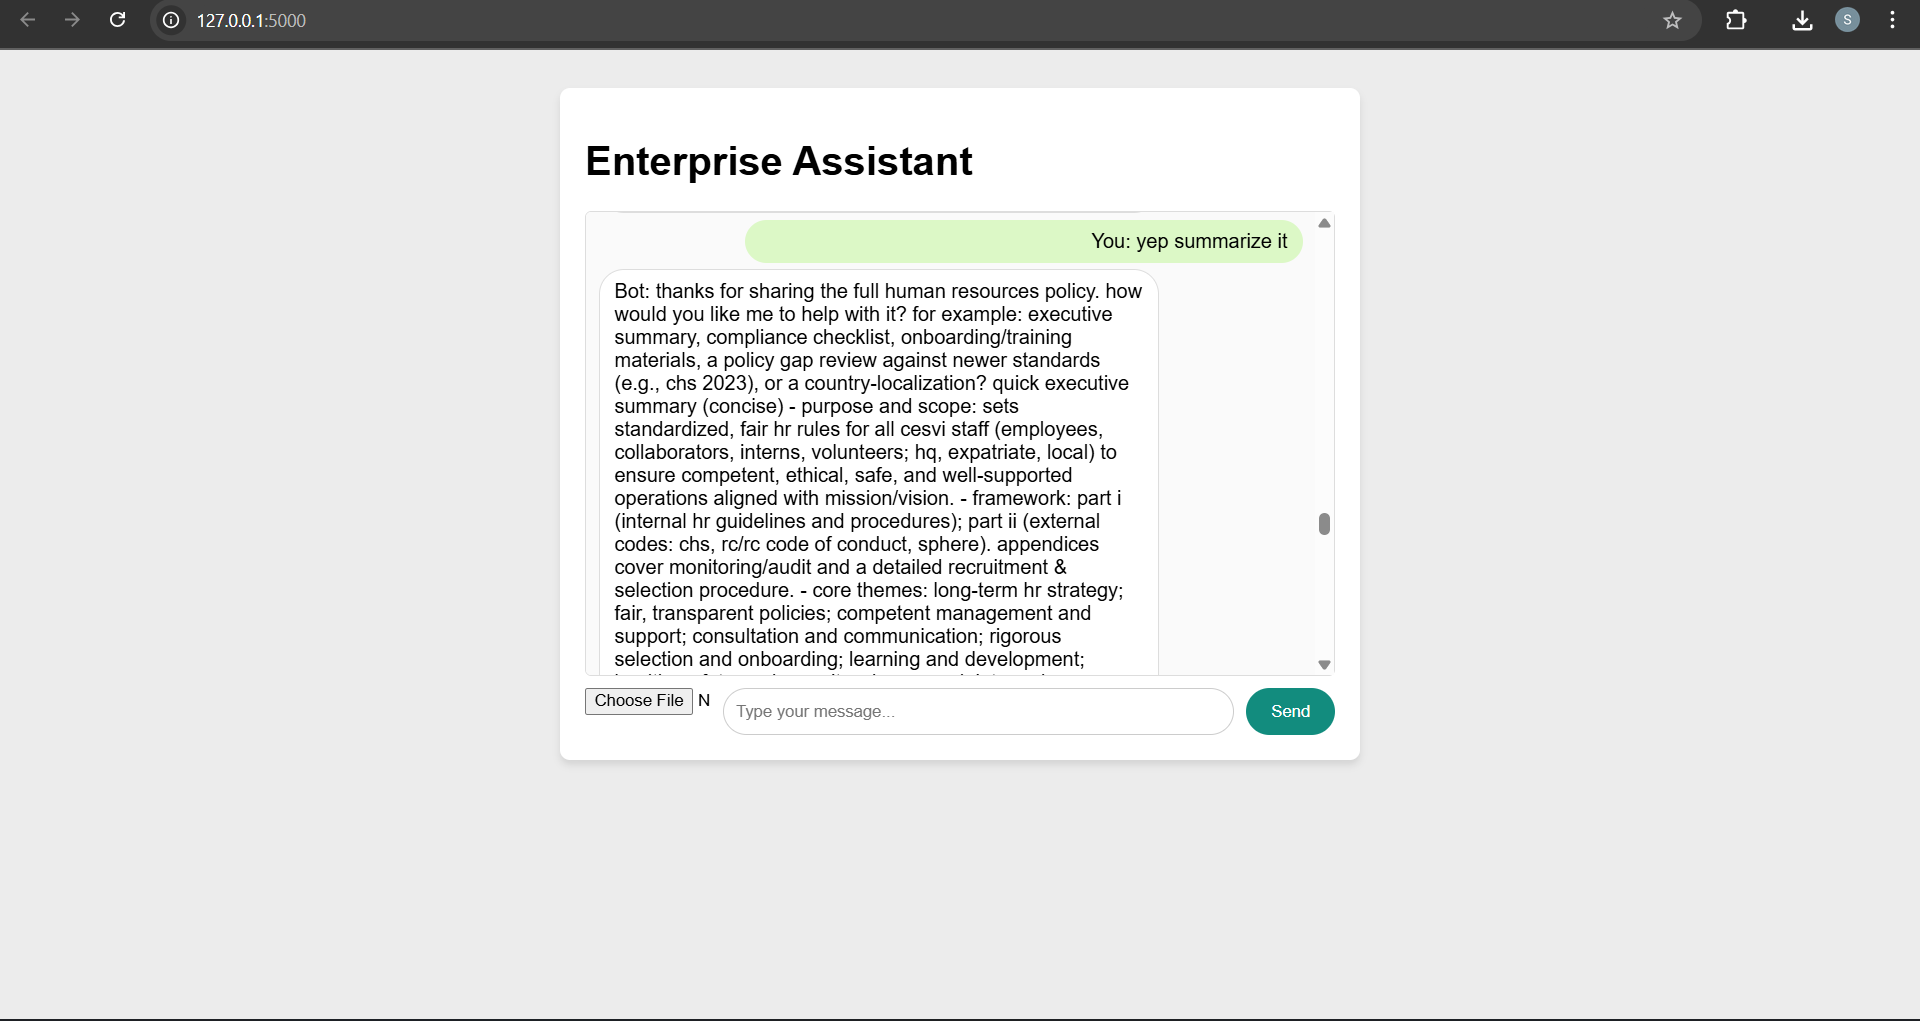 127.0.0.1:5000
S
Enterprise Assistant
You: yep summarize it
Bot: thanks for sharing the full human resources policy. how
would you like me to help with it? for example: executive
summary, compliance checklist, onboarding/training
materials, a policy gap review against newer standards
(e.g., chs 2023), or a country-localization? quick executive
summary (concise) - purpose and scope: sets
standardized, fair hr rules for all cesvi staff (employees,
collaborators, interns, volunteers; hq, expatriate, local) to
ensure competent, ethical, safe, and well-supported
operations aligned with mission/vision. - framework: part i
(internal hr guidelines and procedures); part ii (external
codes: chs, rc/rc code of conduct, sphere). appendices
cover monitoring/audit and a detailed recruitment &
selection procedure. - core themes: long-term hr strategy;
fair, transparent policies; competent management and
support; consultation and communication; rigorous
selection and onboarding; learning and development;
Choose File N
Type your message...
Send